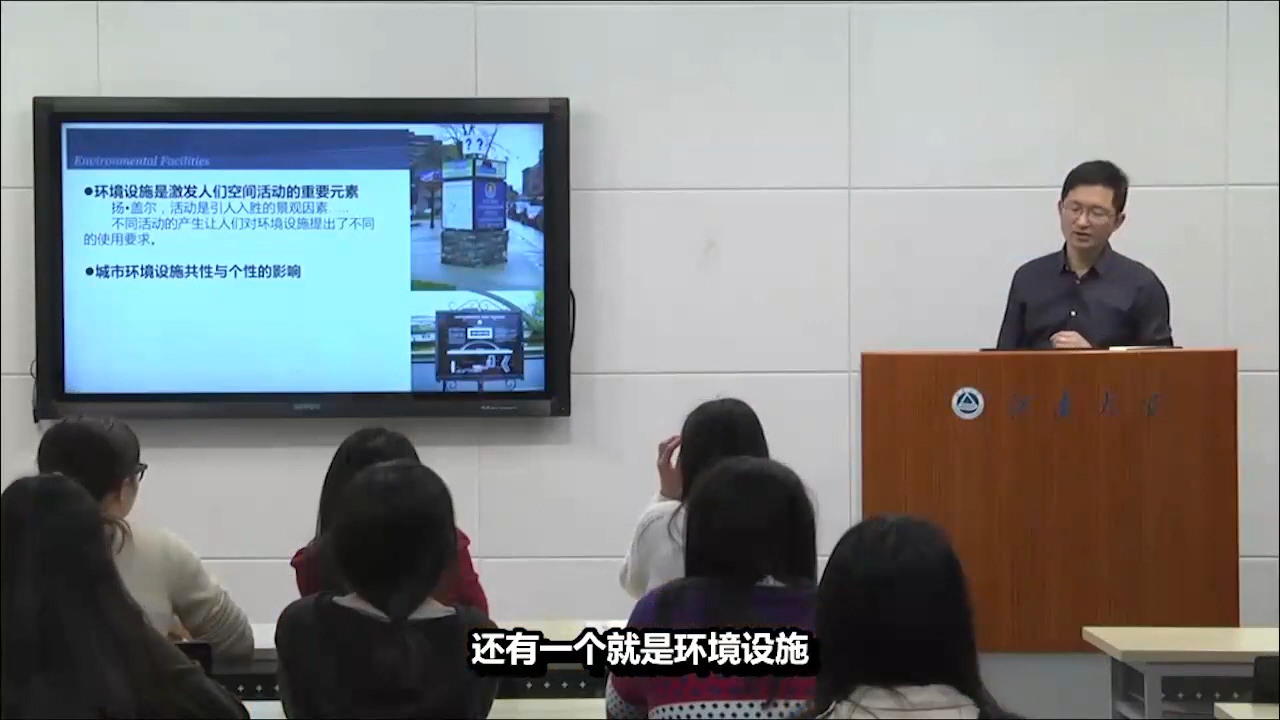 Environmental Facilities
●环境设施是激发人们空间活动的重要元素
扬•盖尔，活动是引人入胜的景观因素……
不同活动的产生让人们对环境设施提出了不同
的使用要求。
●城市环境设施共性与个性的影响
? ?
江南大学
还有一个就是环境设施